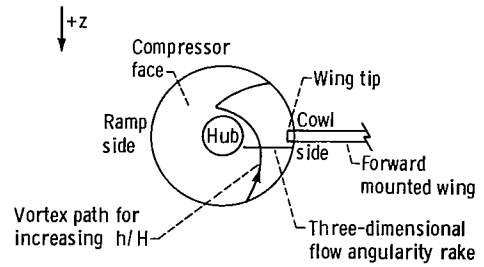 +z
Compressor
face
Wing tip
Ramp
side
Hub
Cowl
side
Forward
mounted wing
Vortex path for
increasing h/H
Three-dimensional
flow angularity rake